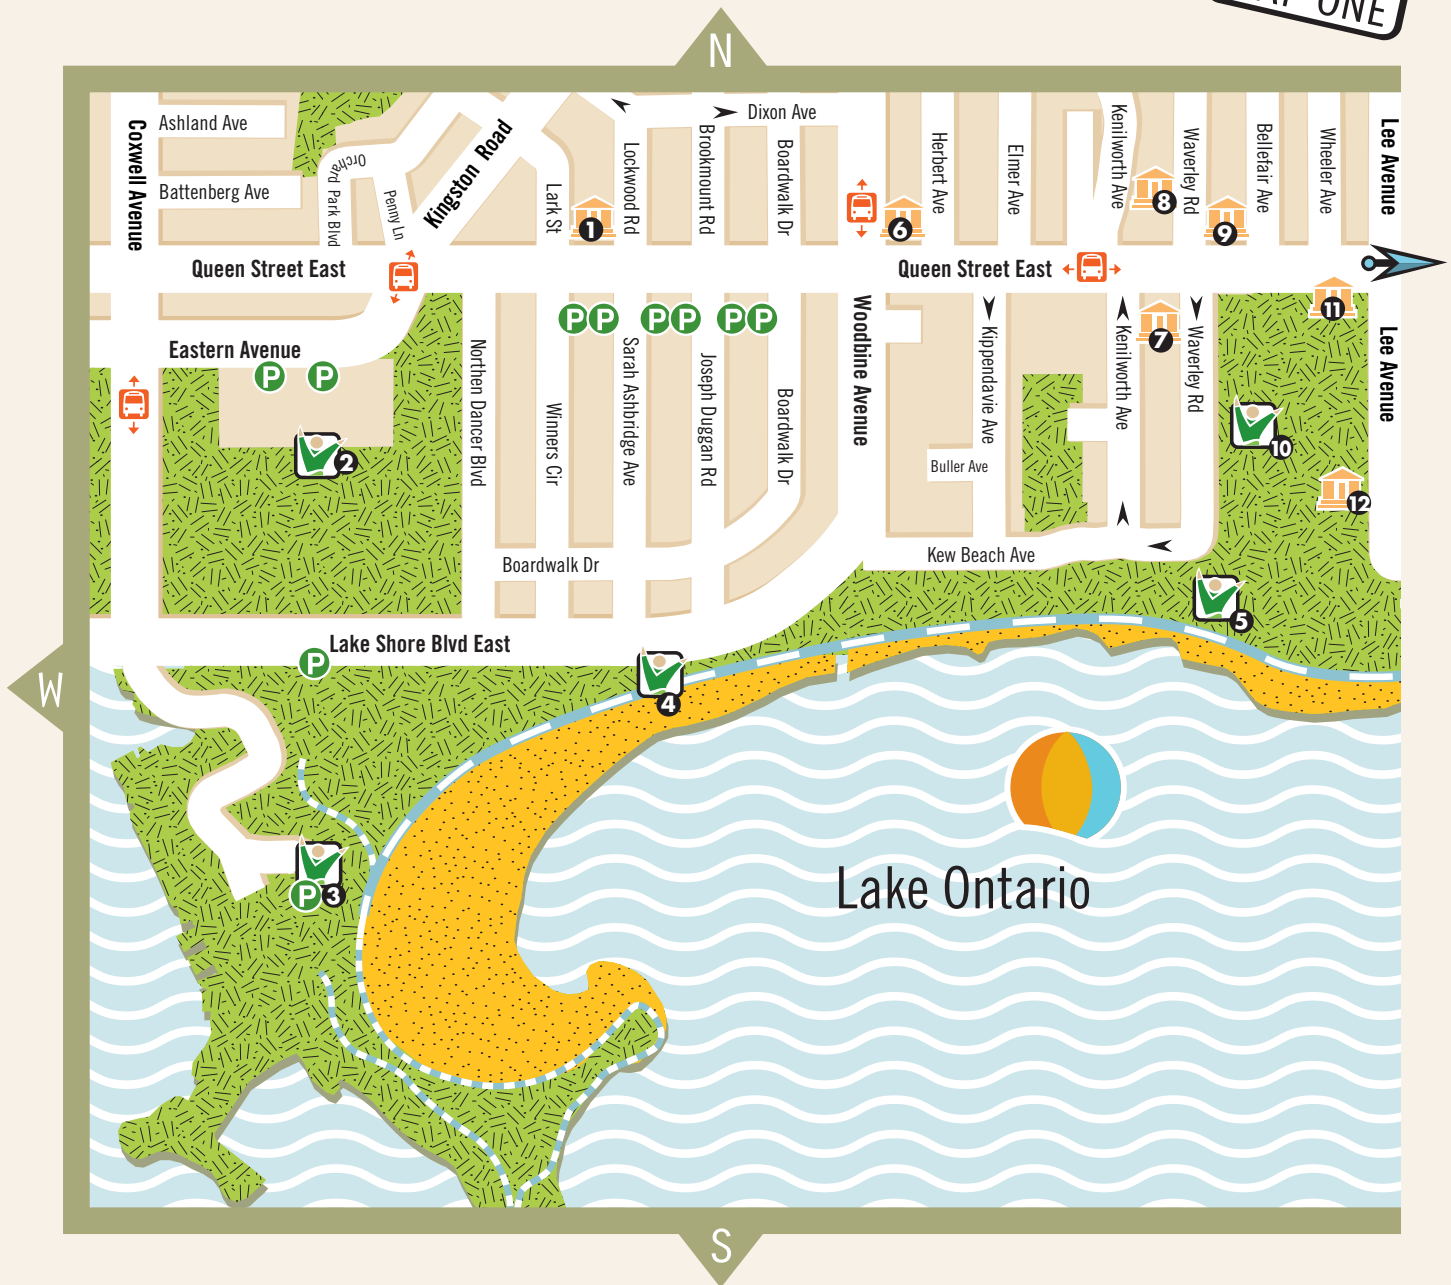 ONE
N
Dixon Ave
Ashland Ave
Coxwell Avenue
Battenberg Ave
Orchard Park Blvd
Penny Ln
Kingston Road
Lark St
Lockwood Rd
Brookmount Rd
Boardwalk Dr
Herbert Ave
Elmer Ave
Kenilworth Ave
Waverley Rd
Bellefair Ave
Wheeler Ave
Lee Avenue
1
6
8
9
Queen Street East
Queen Street East
11
P P P P P P
7
Eastern Avenue
P P
Northen Dancer Blvd
Winners Cir
Sarah Ashbridge Ave
Joseph Duggan Rd
Boardwalk Dr
Woodbine Avenue
Kippendavie Ave
Kenilworth Ave
Waverley Rd
Lee Avenue
2
10
Buller Ave
12
Boardwalk Dr
Kew Beach Ave
5
Lake Shore Blvd East
P
W
4
Lake Ontario
P 3
S